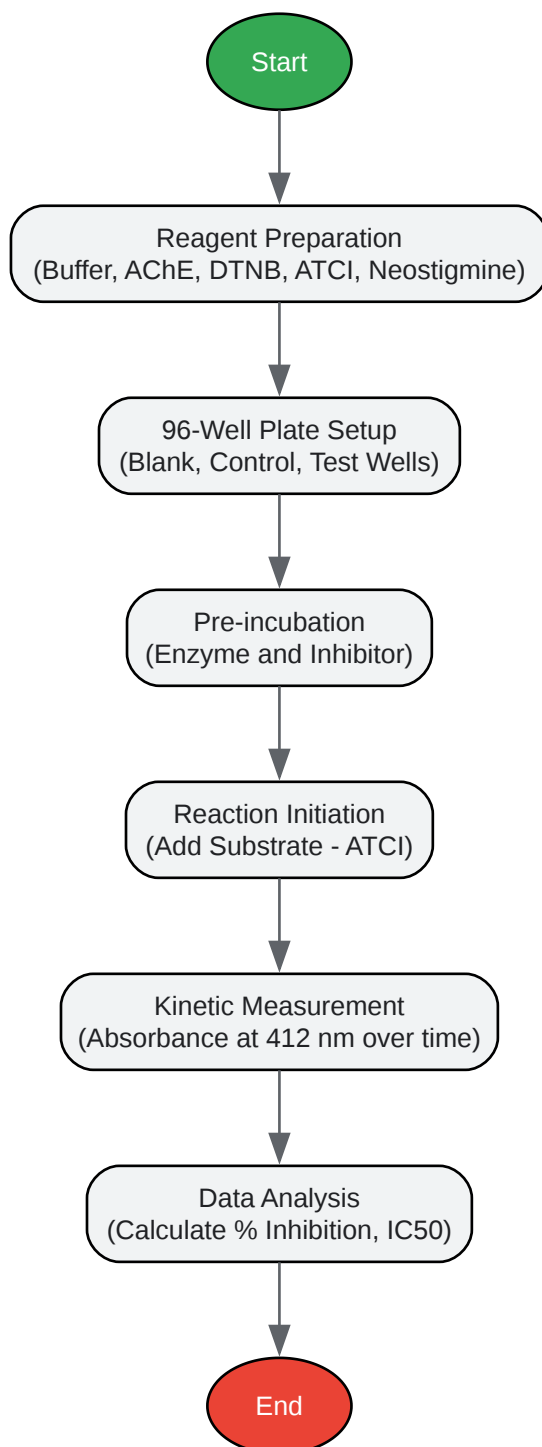 Start
Reagent Preparation
(Buffer, AChE, DTNB, ATCI, Neostigmine)
96-Well Plate Setup
(Blank, Control, Test Wells)
Pre-incubation
(Enzyme and Inhibitor)
Reaction Initiation
(Add Substrate - ATCI)
Kinetic Measurement
(Absorbance at 412 nm over time)
Data Analysis
(Calculate % Inhibition, IC50)
End